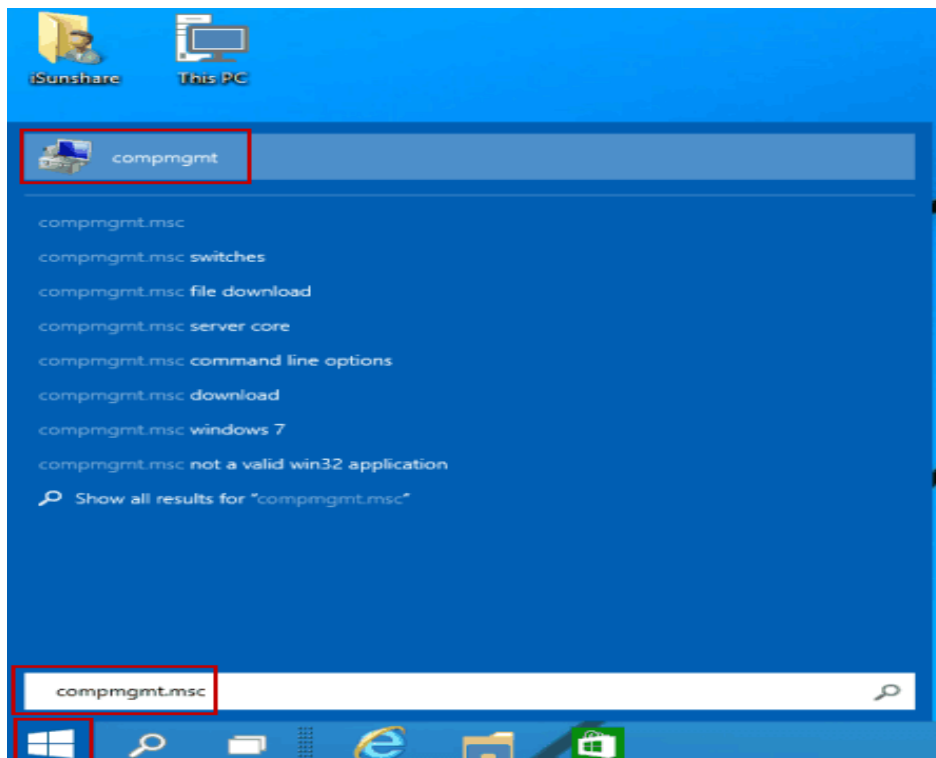 iSunshare
This PC
compmgmt
compmgmt.msc
compmgmt.msc switches
compmgmt.msc file download
compmgmt.msc server core
compmgmt.msc command line options
compmgmt.msc download
compmgmt.msc windows 7
compmgmt.msc not a valid win32 application
Show all results for "compmgmt.msc"
compmgmt.msc